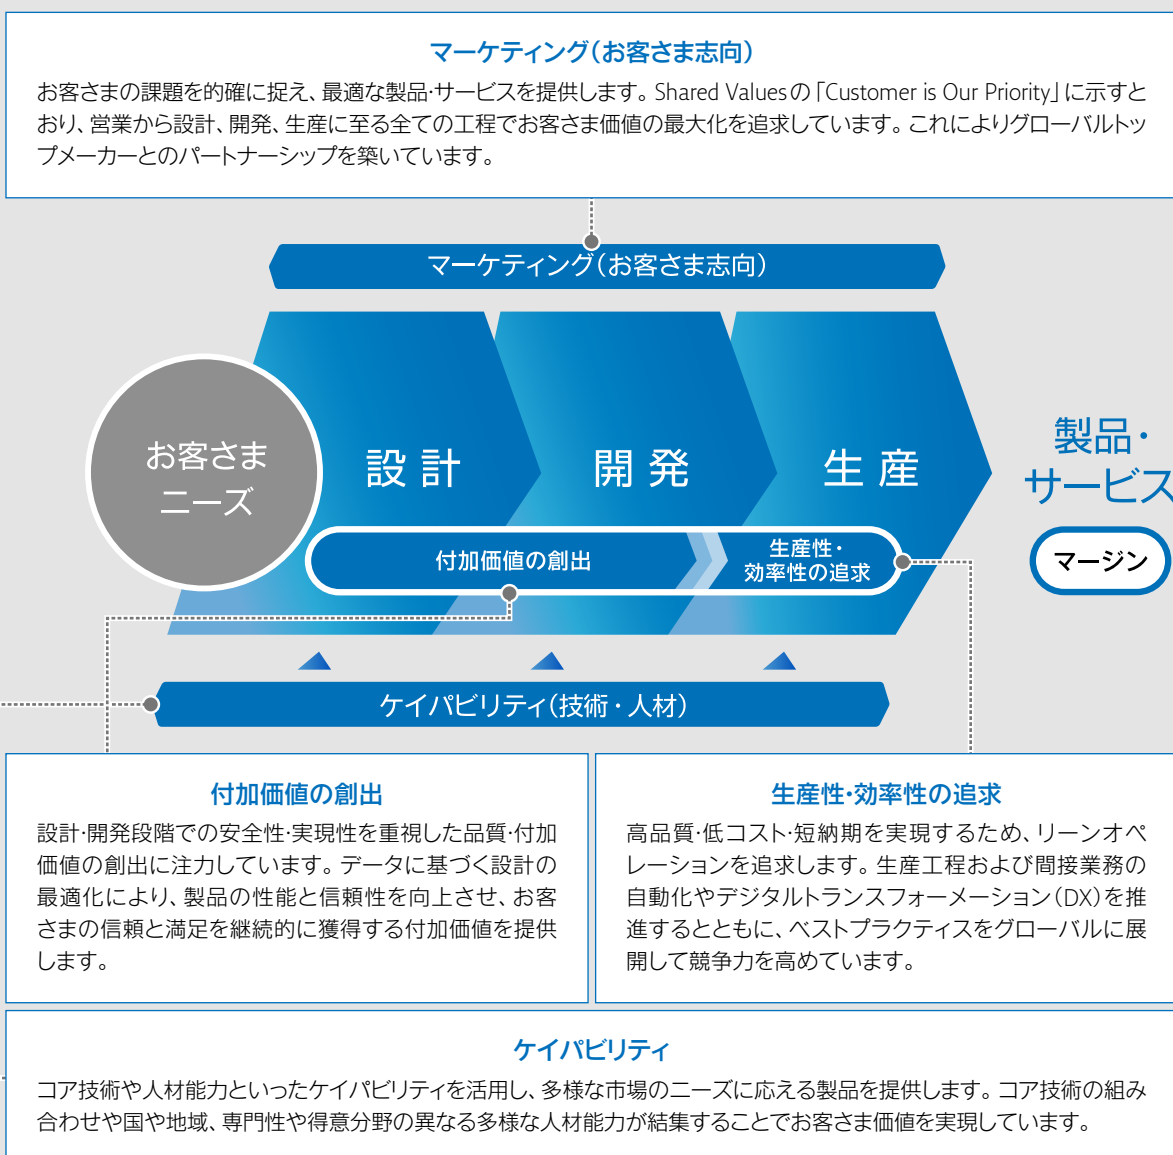 マーケティング(お客さま志向)
お客さまの課題を的確に捉え、最適な製品・サービスを提供します。Shared Valuesの「Customer is Our Priority」に示すと
おり、営業から設計、開発、生産に至る全ての工程でお客さま価値の最大化を追求しています。これによりグローバルトッ
プメーカーとのパートナーシップを築いています。
マーケティング(お客さま志向)
お客さま
ニーズ
設計
開発
生産
製品・
サービス
付加価値の創出
生産性・
効率性の追求
マージン
ケイパビリティ(技術・人材)
付加価値の創出
設計・開発段階での安全性・実現性を重視した品質・付加
価値の創出に注力しています。データに基づく設計の
最適化により、製品の性能と信頼性を向上させ、お客
さまの信頼と満足を継続的に獲得する付加価値を提供
します。
生産性・効率性の追求
高品質・低コスト・短納期を実現するため、リーンオペ
レーションを追求します。生産工程および間接業務の
自動化やデジタルトランスフォーメーション(DX)を推
進するとともに、ベストプラクティスをグローバルに展
開して競争力を高めています。
ケイパビリティ
コア技術や人材能力といったケイパビリティを活用し、多様な市場のニーズに応える製品を提供します。コア技術の組み
合わせや国や地域、専門性や得意分野の異なる多様な人材能力が結集することでお客さま価値を実現しています。